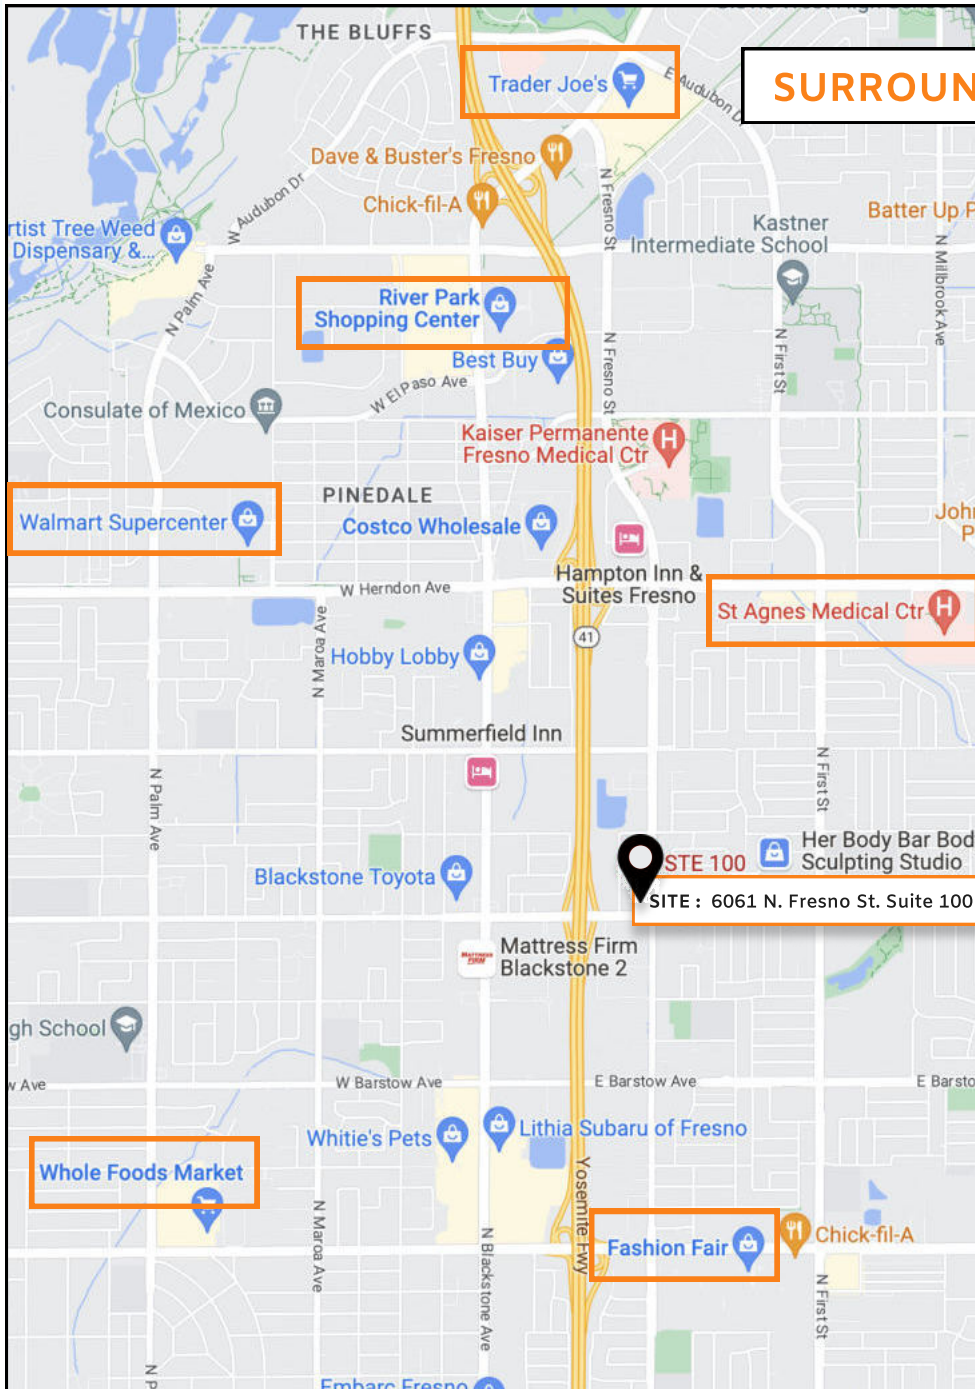 THE BLUFFS
Trader Joe's
E Audubon D
SURROUN
Dave & Buster's Fresno
Chick-fil-A
W Audubon Dr
N Fresno St
Kastner
Intermediate School
Batter Up F
rtist Tree Weed
Dispensary &...
N Palm Ave
N Millbrook Ave
River Park
Shopping Center
Best Buy
N Fresno St
N First St
W El Paso Ave
Consulate of Mexico
Kaiser Permanente
Fresno Medical Ctr
H
PINEDALE
Walmart Supercenter
Costco Wholesale
John
P
Hampton Inn &
Suites Fresno
W Herndon Ave
St Agnes Medical Ctr
H
41
N Maroa Ave
Hobby Lobby
Summerfield Inn
N Palm Ave
N First St
Blackstone Toyota
STE 100
Her Body Bar Bod
Sculpting Studio
SITE : 6061 N. Fresno St. Suite 100
MATTRESS
FIRM
Mattress Firm
Blackstone 2
gh School
w Ave
W Barstow Ave
E Barstow Ave
E Barsto
Whitie's Pets
Lithia Subaru of Fresno
Whole Foods Market
Yosemite Fwy
N Maroa Ave
N Blackstone Ave
Fashion Fair
Chick-fil-A
N First St
N P
Embarc Fresno